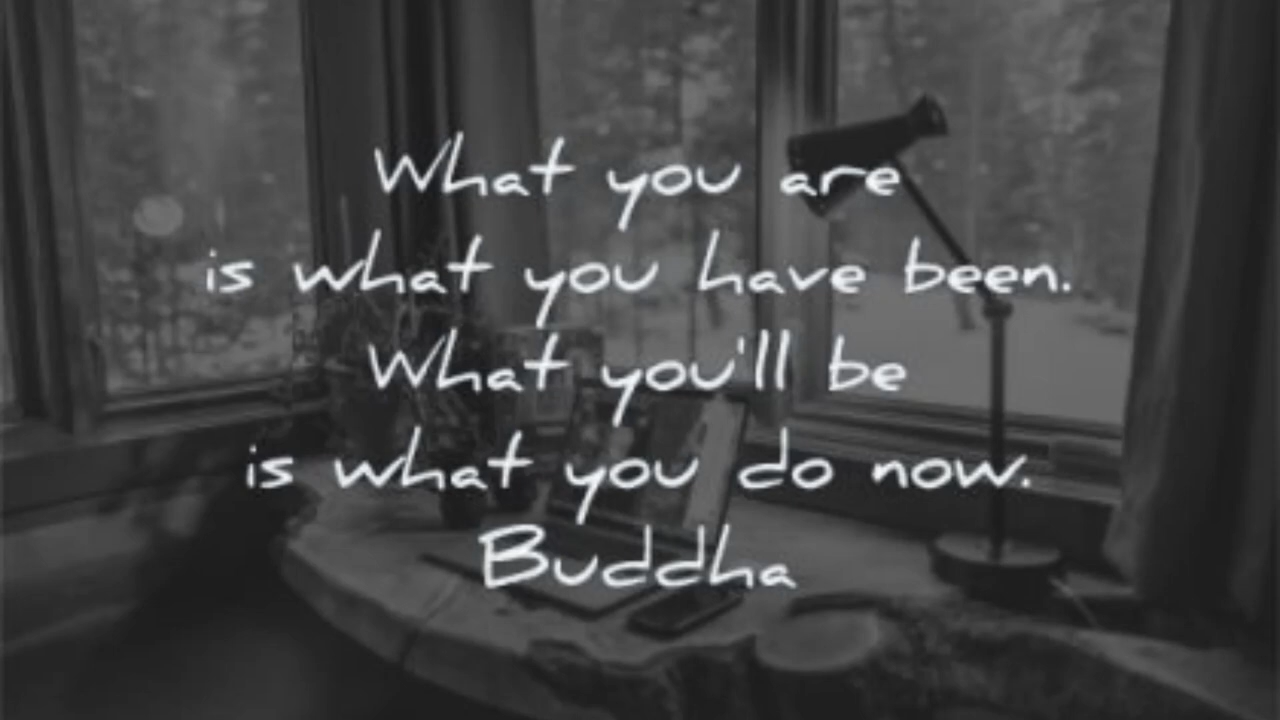 What you are
is what you have been.
What you'll be
is what you do now.
Buddha